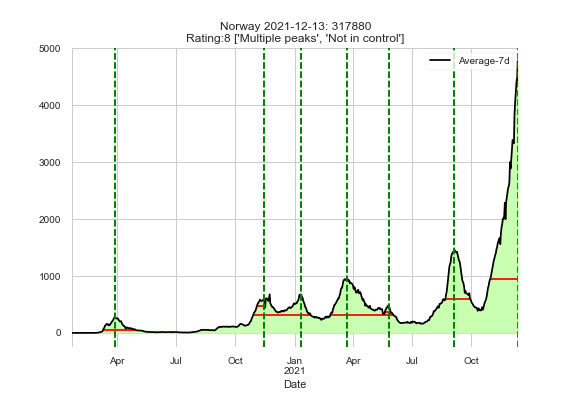 Norway 2021-12-13: 317880
Rating:8 ['Multiple peaks', 'Not in control']
Average-7d
5000
4000
3000
2000
1000
0
Apr Jul Oct Jan Apr Jul Oct
2021
Date